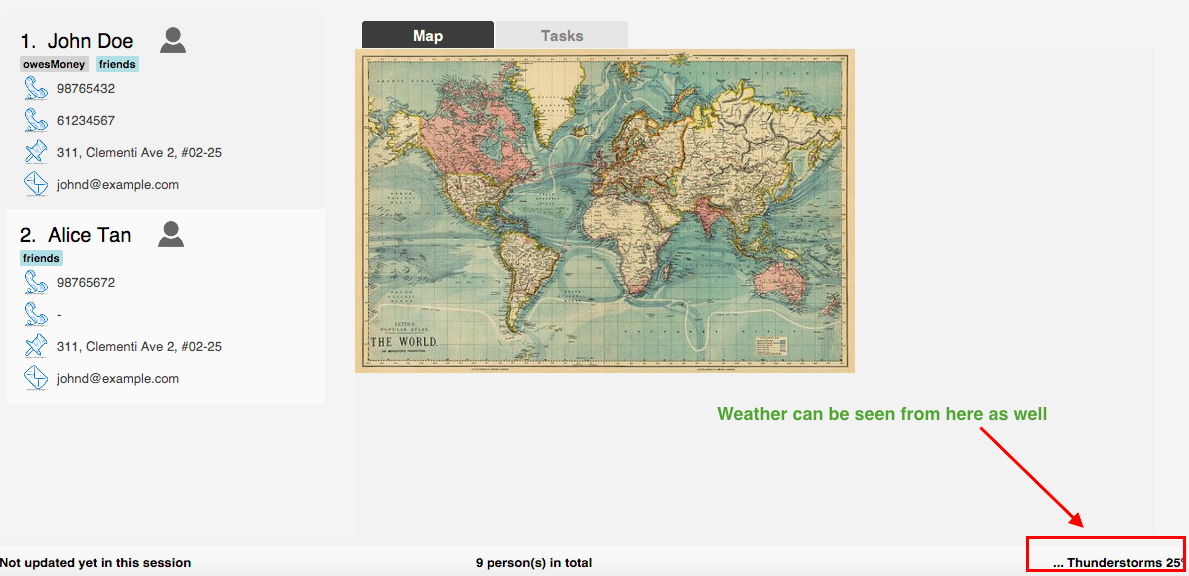 1. John Doe
owesMoney friends
98765432
61234567
311, Clementi Ave 2, #02-25
johnd@example.com
2. Alice Tan
friends
98765672
-
311, Clementi Ave 2, #02-25
johnd@example.com
Map Tasks
LETTS'S
POPULAR ATLAS.
THE WORLD.
Weather can be seen from here as well
Not updated yet in this session 9 person(s) in total ... Thunderstorms 25°